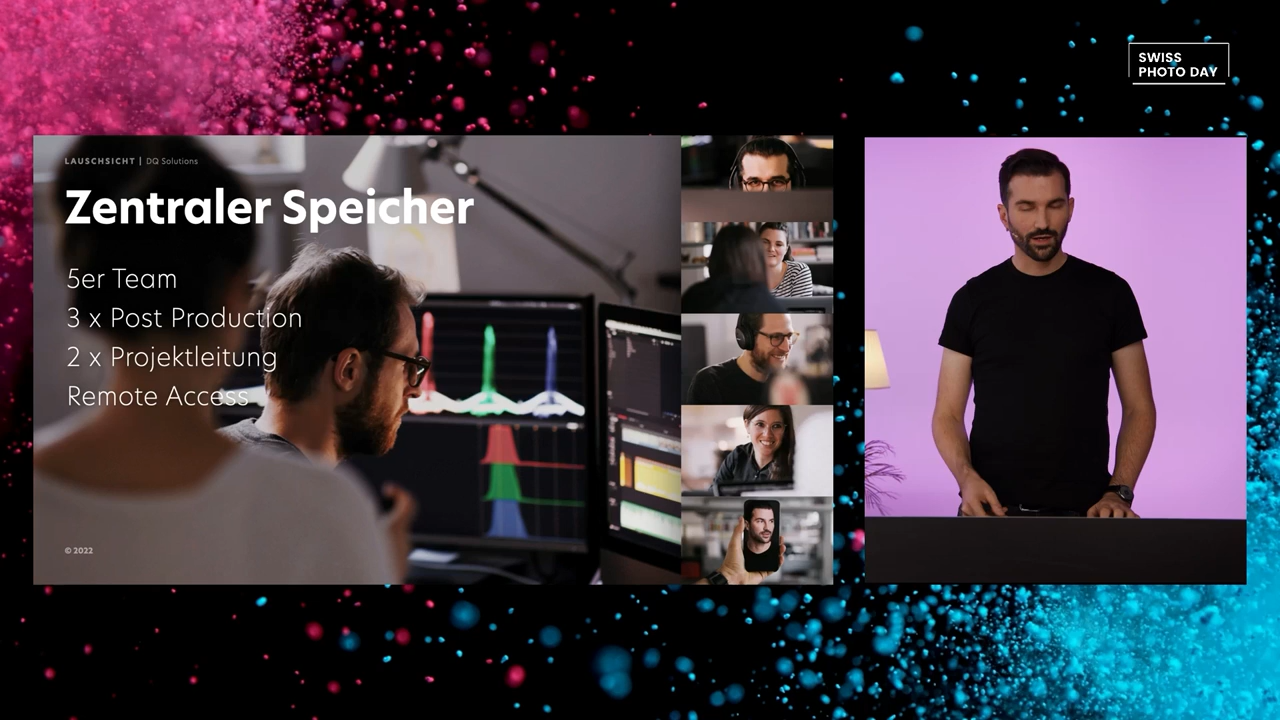 SWISS
PHOTO DAY
LAUSCHSICHT | DQ Solutions
Zentraler Speicher
5er Team
3 x Post Production
2 x Projektleitung
Remote Access
© 2022